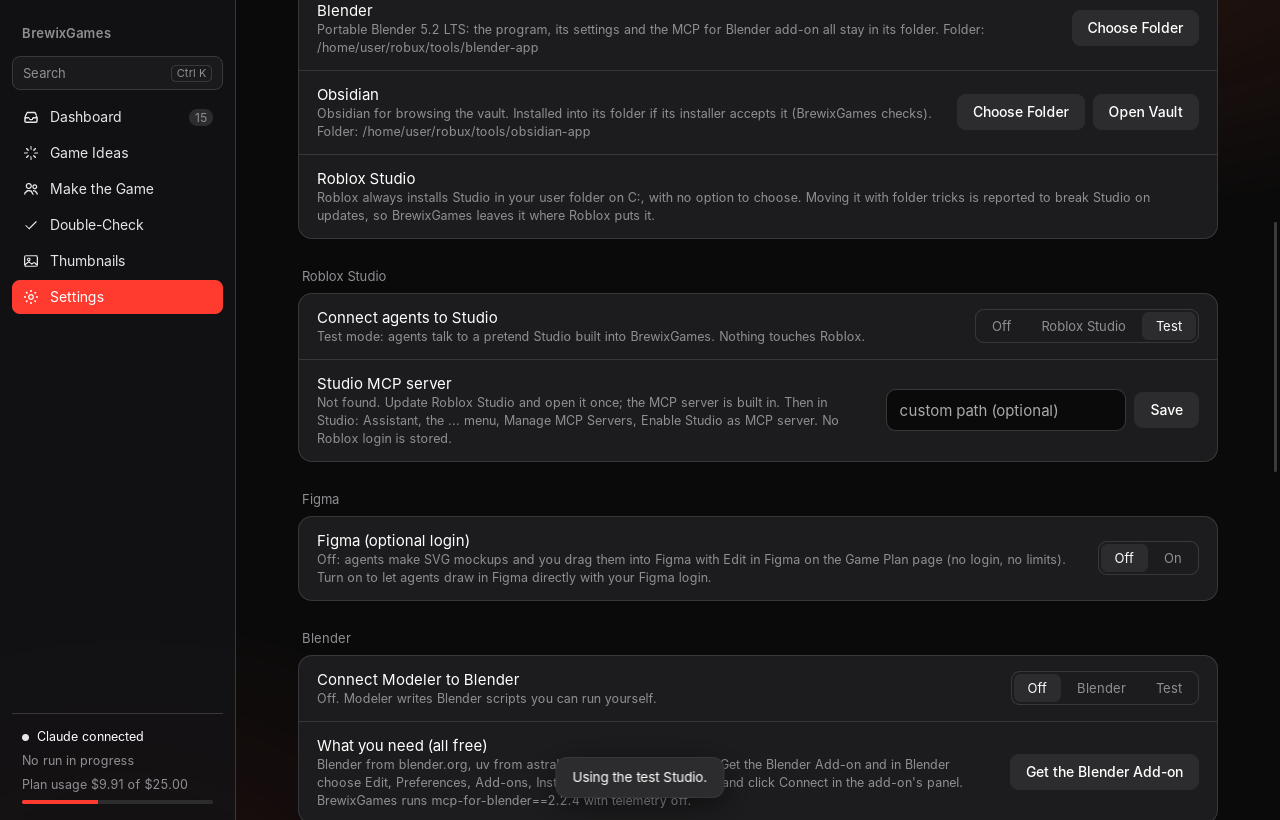 BrewixGames
Search
Ctrl K
Dashboard
15
Game Ideas
Make the Game
Double-Check
Thumbnails
Settings
Claude connected
No run in progress
Plan usage $9.91 of $25.00
Blender
Portable Blender 5.2 LTS: the program, its settings and the MCP for Blender add-on all stay in its folder. Folder:
/home/user/robux/tools/blender-app
Choose Folder
Obsidian
Obsidian for browsing the vault. Installed into its folder if its installer accepts it (BrewixGames checks).
Folder: /home/user/robux/tools/obsidian-app
Choose Folder
Open Vault
Roblox Studio
Roblox always installs Studio in your user folder on C:, with no option to choose. Moving it with folder tricks is reported to break Studio on
updates, so BrewixGames leaves it where Roblox puts it.
Roblox Studio
Connect agents to Studio
Test mode: agents talk to a pretend Studio built into BrewixGames. Nothing touches Roblox.
Off
Roblox Studio
Test
Studio MCP server
Not found. Update Roblox Studio and open it once; the MCP server is built in. Then in
Studio: Assistant, the ... menu, Manage MCP Servers, Enable Studio as MCP server. No
Roblox login is stored.
custom path (optional)
Save
Figma
Figma (optional login)
Off: agents make SVG mockups and you drag them into Figma with Edit in Figma on the Game Plan page (no login, no limits).
Turn on to let agents draw in Figma directly with your Figma login.
Off
On
Blender
Connect Modeler to Blender
Off. Modeler writes Blender scripts you can run yourself.
Off
Blender
Test
What you need (all free)
Blender from blender.org, uv from Get the Blender Add-on and in Blender
choose Edit, Preferences, Add-ons, and click Connect in the add-on's panel.
BrewixGames runs mcp-for-blender==2.2.4 with telemetry off.
Get the Blender Add-on
Using the test Studio.